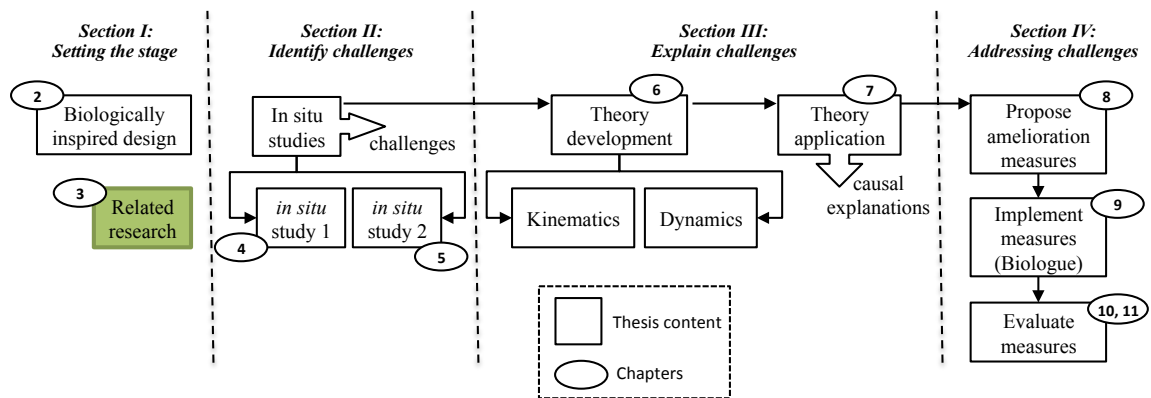 Section I:
Setting the stage
Section II:
Identify challenges
Section III:
Explain challenges
Section IV:
Addressing challenges
2
Biologically
inspired design
3
Related
research
In situ
studies
challenges
in situ
study 1
4
in situ
study 2
5
6
Theory
development
Kinematics
Dynamics
7
Theory
application
causal
explanations
8
Propose
amelioration
measures
9
Implement
measures
(Biologue)
10, 11
Evaluate
measures
Thesis content
Chapters